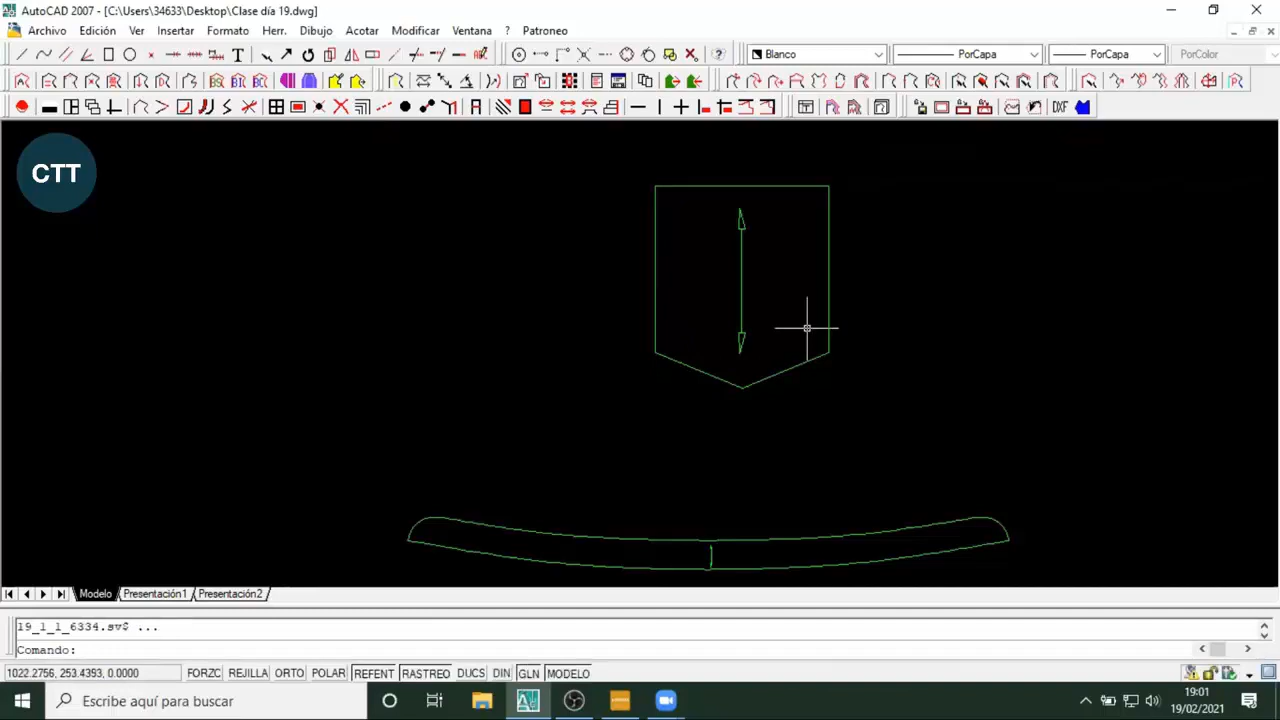 AutoCAD 2007 - [C:\Users\34633\Desktop\Clase día 19.dwg]
Archivo Edición Ver Insertar Formato Herr. Dibujo Acotar Modificar Ventana ? Patroneo
Blanco PorCapa PorCapa PorColor
DXF
CTT
Modelo Presentación1 Presentación2
19_1_1_6334.sv$ ...
Comando:
1022.2756, 253.4393, 0.0000 FORZC REJILLA ORTO POLAR REFENT RASTREO DUCS DIN GLN MODELO
Escribe aquí para buscar
19:01
19/02/2021